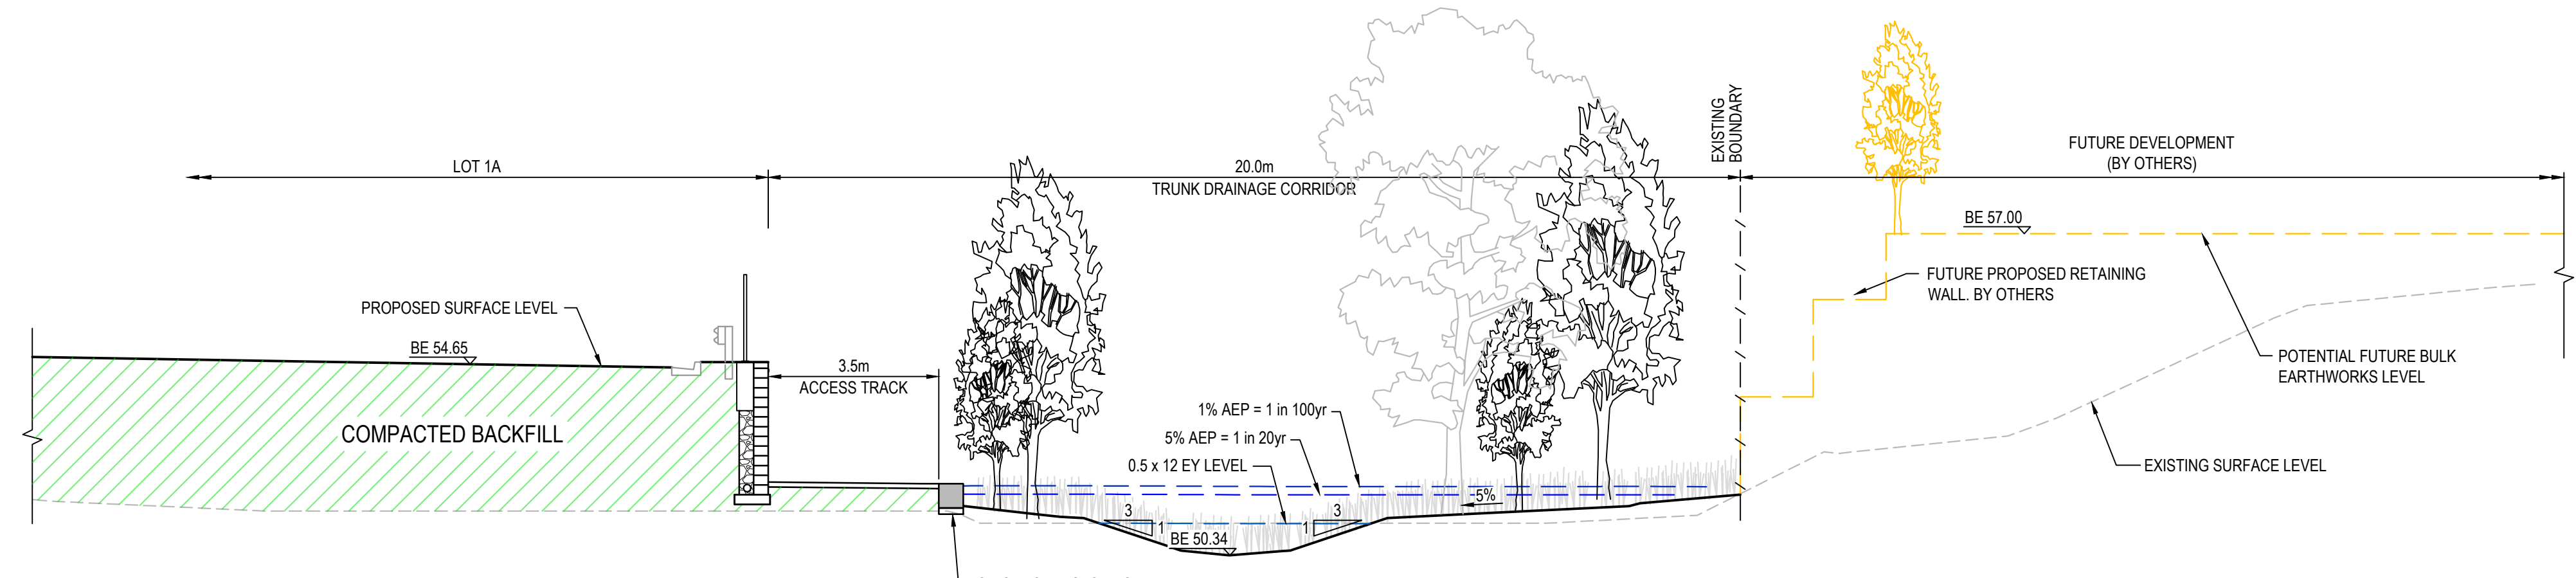 EXISTING
BOUNDARY
FUTURE DEVELOPMENT
(BY OTHERS)
LOT 1A
20.0m
TRUNK DRAINAGE CORRIDOR
BE 57.00
FUTURE PROPOSED RETAINING
WALL. BY OTHERS
PROPOSED SURFACE LEVEL
BE 54.65
3.5m
ACCESS TRACK
POTENTIAL FUTURE BULK
EARTHWORKS LEVEL
COMPACTED BACKFILL
1% AEP = 1 in 100yr
5% AEP = 1 in 20yr
0.5 x 12 EY LEVEL
EXISTING SURFACE LEVEL
5%
3
1
3
1
BE 50.34